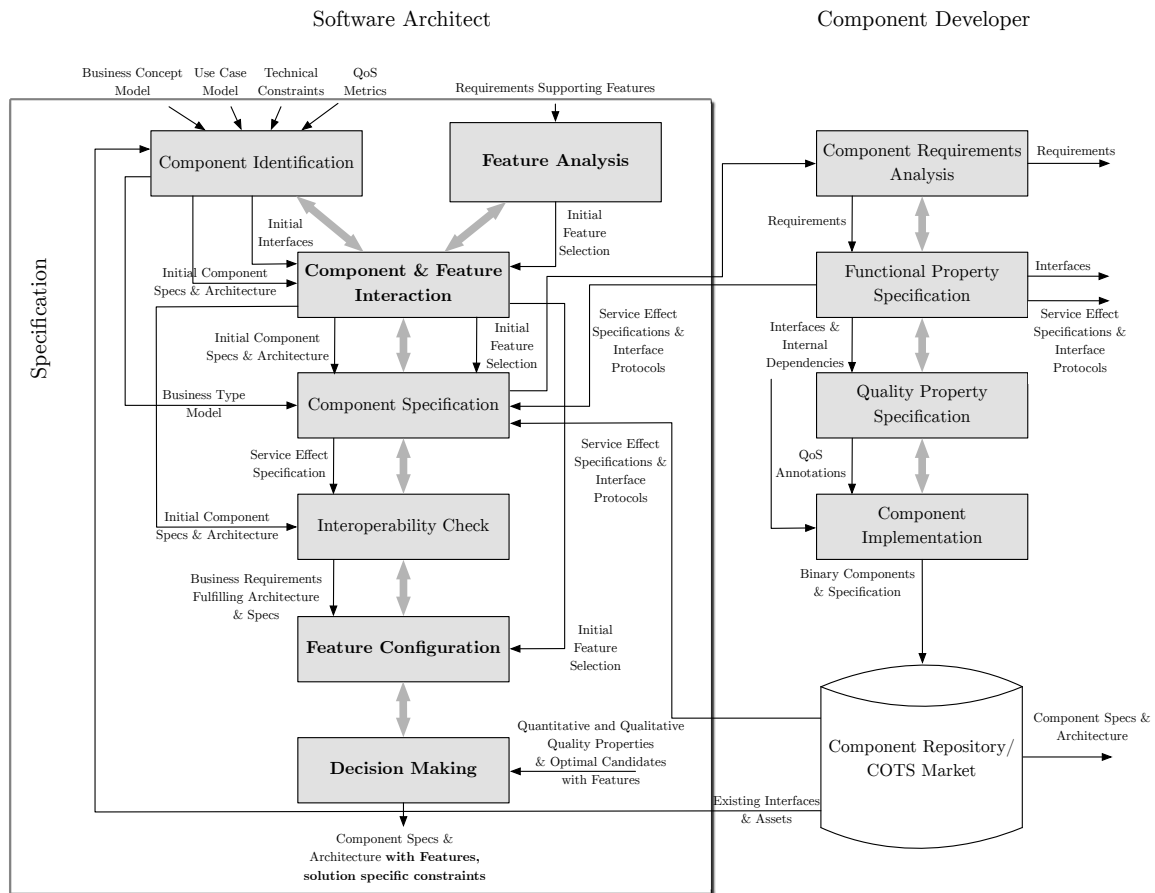 Software Architect
Component Developer
Business Concept
Model
Use Case
Model
Technical
Constraints
QoS
Metrics
Requirements Supporting Features
Specification
Component Identification
Feature Analysis
Component Requirements
Analysis
Requirements
Initial
Interfaces
Initial
Feature
Selection
Requirements
Initial Component
Specs & Architecture
Component & Feature
Interaction
Functional Property
Specification
Interfaces
Service Effect
Specifications &
Interface
Protocols
Initial Component
Specs & Architecture
Initial
Feature
Selection
Service Effect
Specifications &
Interface
Protocols
Interfaces &
Internal
Dependencies
Business Type
Model
Component Specification
Quality Property
Specification
Service Effect
Specification
Service Effect
Specifications &
Interface
Protocols
QoS
Annotations
Initial Component
Specs & Architecture
Interoperability Check
Component
Implementation
Business Requirements
Fulfilling Architecture
& Specs
Binary Components
& Specification
Feature Configuration
Initial
Feature
Selection
Quantitative and Qualitative
Quality Properties
& Optimal Candidates
with Features
Decision Making
Component Repository/
COTS Market
Component Specs &
Architecture
Existing Interfaces
& Assets
Component Specs &
Architecture with Features,
solution specific constraints